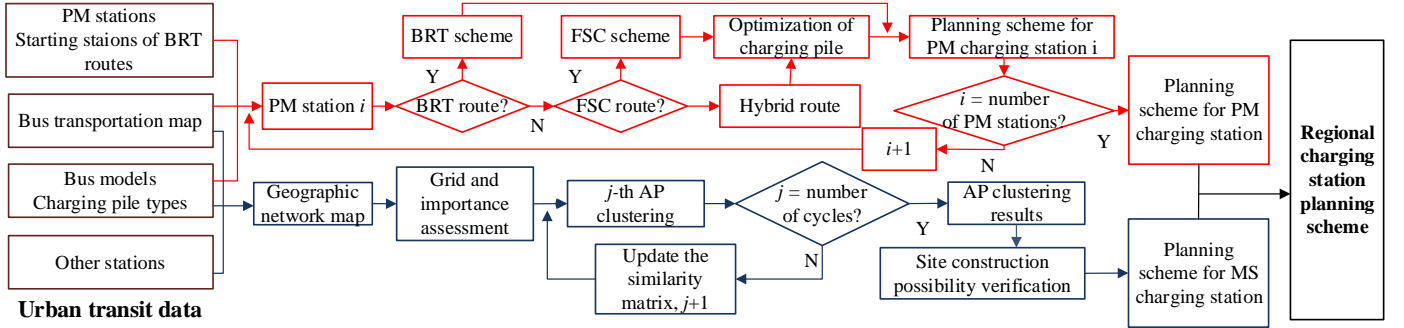 PM stations
Starting staions of BRT
routes
Bus transportation map
Bus models
Charging pile types
Other stations
Urban transit data
PM station i
BRT scheme
Y
BRT route?
N
FSC scheme
Y
FSC route?
Optimization of
charging pile
Hybrid route
Planning scheme for
PM charging station i
i = number
of PM stations?
Y
N
i+1
Planning
scheme for PM
charging station
Geographic
network map
Grid and
importance
assessment
j-th AP
clustering
j = number
of cycles?
Y
N
Update the
similarity
matrix, j+1
AP clustering
results
Site construction
possibility verification
Planning
scheme for MS
charging station
Regional
charging
station
planning
scheme